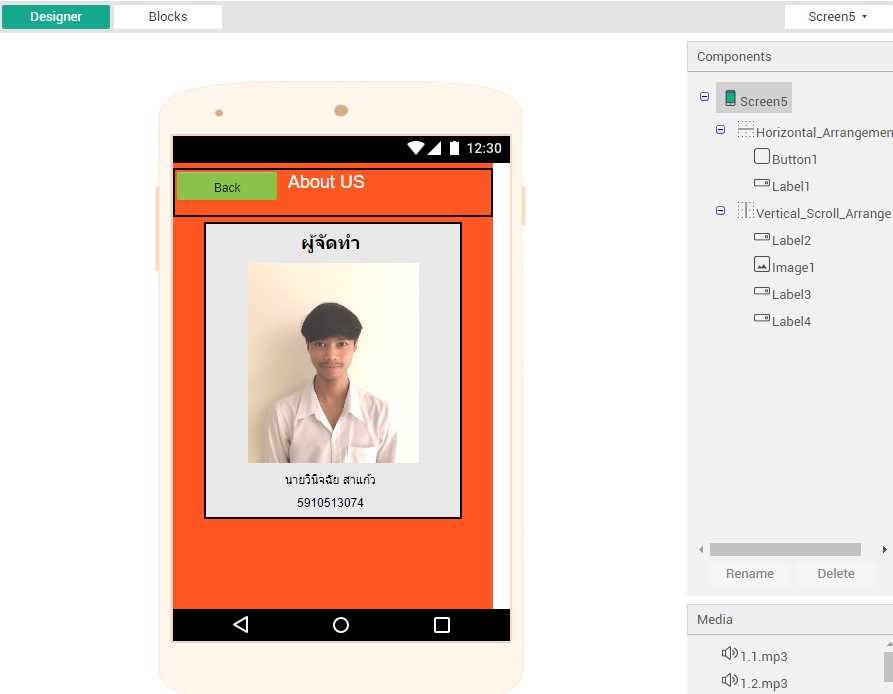 Designer
Blocks
Screen5
Components
Screen5
Horizontal_Arrangemen
Button1
Label1
Vertical_Scroll_Arrange
Label2
Image1
Label3
Label4
12:30
Back
About US
ผู้จัดทำ
นายวินิจฉัย สาแก้ว
5910513074
Rename
Delete
Media
1.1.mp3
1.2.mp3